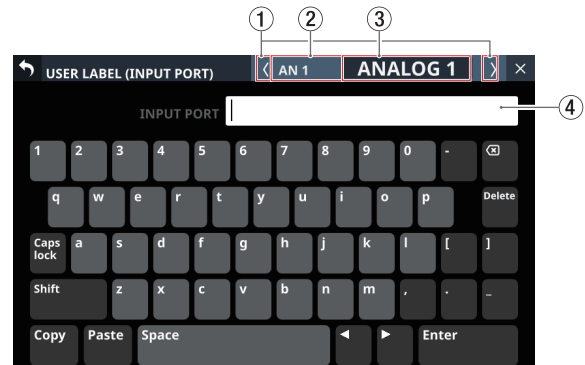 ① ② ③
USER LABEL (INPUT PORT) < AN 1 ANALOG 1 > ×
INPUT PORT
④
1 2 3 4 5 6 7 8 9 0 -
q w e r t y u i o p Delete
Caps lock a s d f g h j k l [ ]
Shift z x c v b n m , . _
Copy Paste Space ◀ ▶ Enter